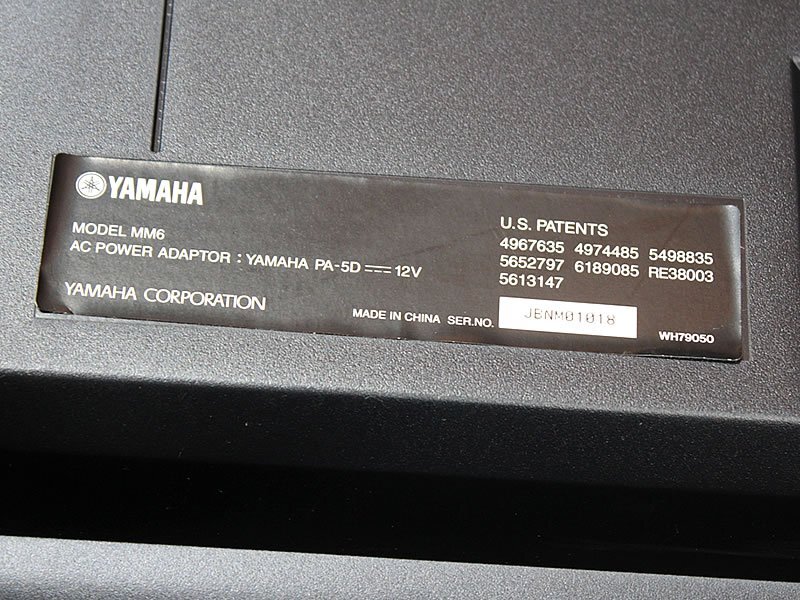 YAMAHA
MODEL MM6
AC POWER ADAPTOR : YAMAHA PA-5D ⎓ 12V
YAMAHA CORPORATION
U.S. PATENTS
4967635 4974485 5498835
5652797 6189085 RE38003
5613147
MADE IN CHINA SER.NO. JBNM01018
WH79050